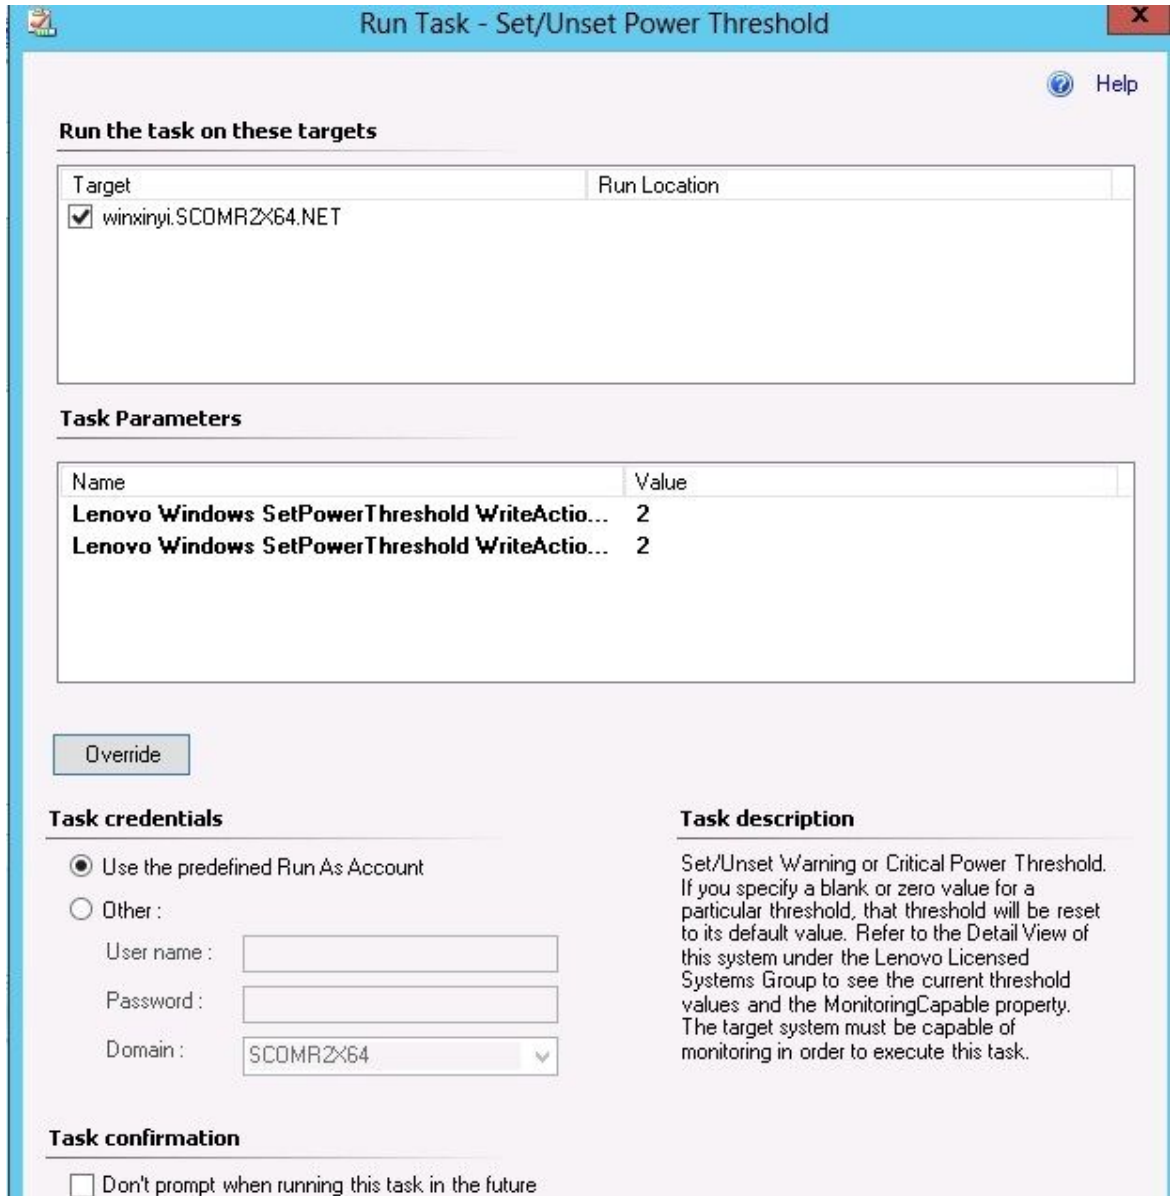 Run Task - Set/Unset Power Threshold
x
Help
Run the task on these targets
Target Run Location
winxinyi.SCOMR2X64.NET
Task Parameters
Name Value
Lenovo Windows SetPowerThreshold WriteActio... 2
Lenovo Windows SetPowerThreshold WriteActio... 2
Override
Task credentials
Use the predefined Run As Account
Other :
User name :
Password :
Domain : SCOMR2X64
Task description
Set/Unset Warning or Critical Power Threshold.
If you specify a blank or zero value for a
particular threshold, that threshold will be reset
to its default value. Refer to the Detail View of
this system under the Lenovo Licensed
Systems Group to see the current threshold
values and the MonitoringCapable property.
The target system must be capable of
monitoring in order to execute this task.
Task confirmation
Don't prompt when running this task in the future